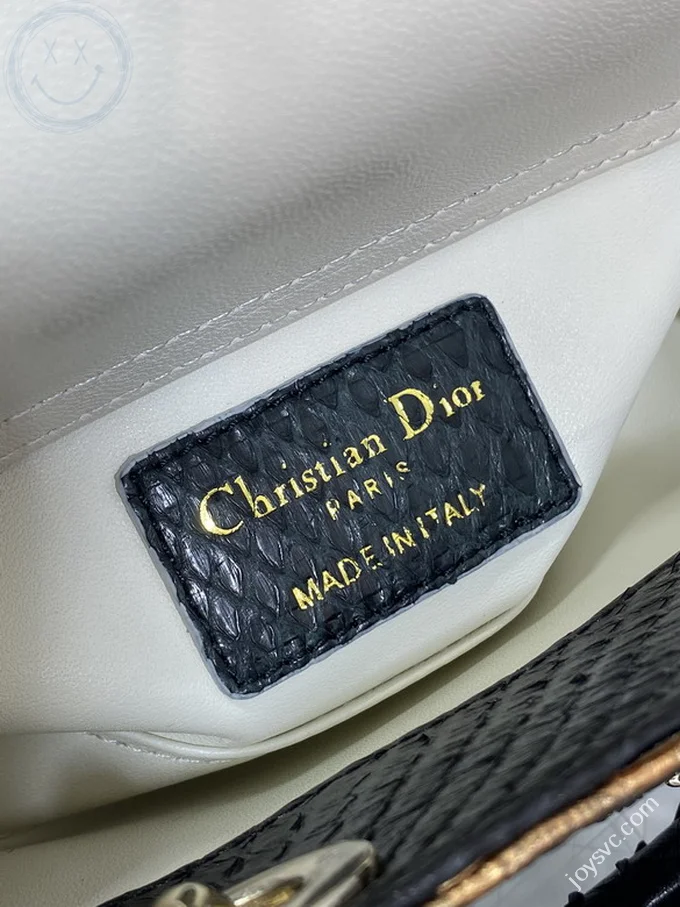 Christian Dior
PARIS
MADE IN ITALY
joysvc.com